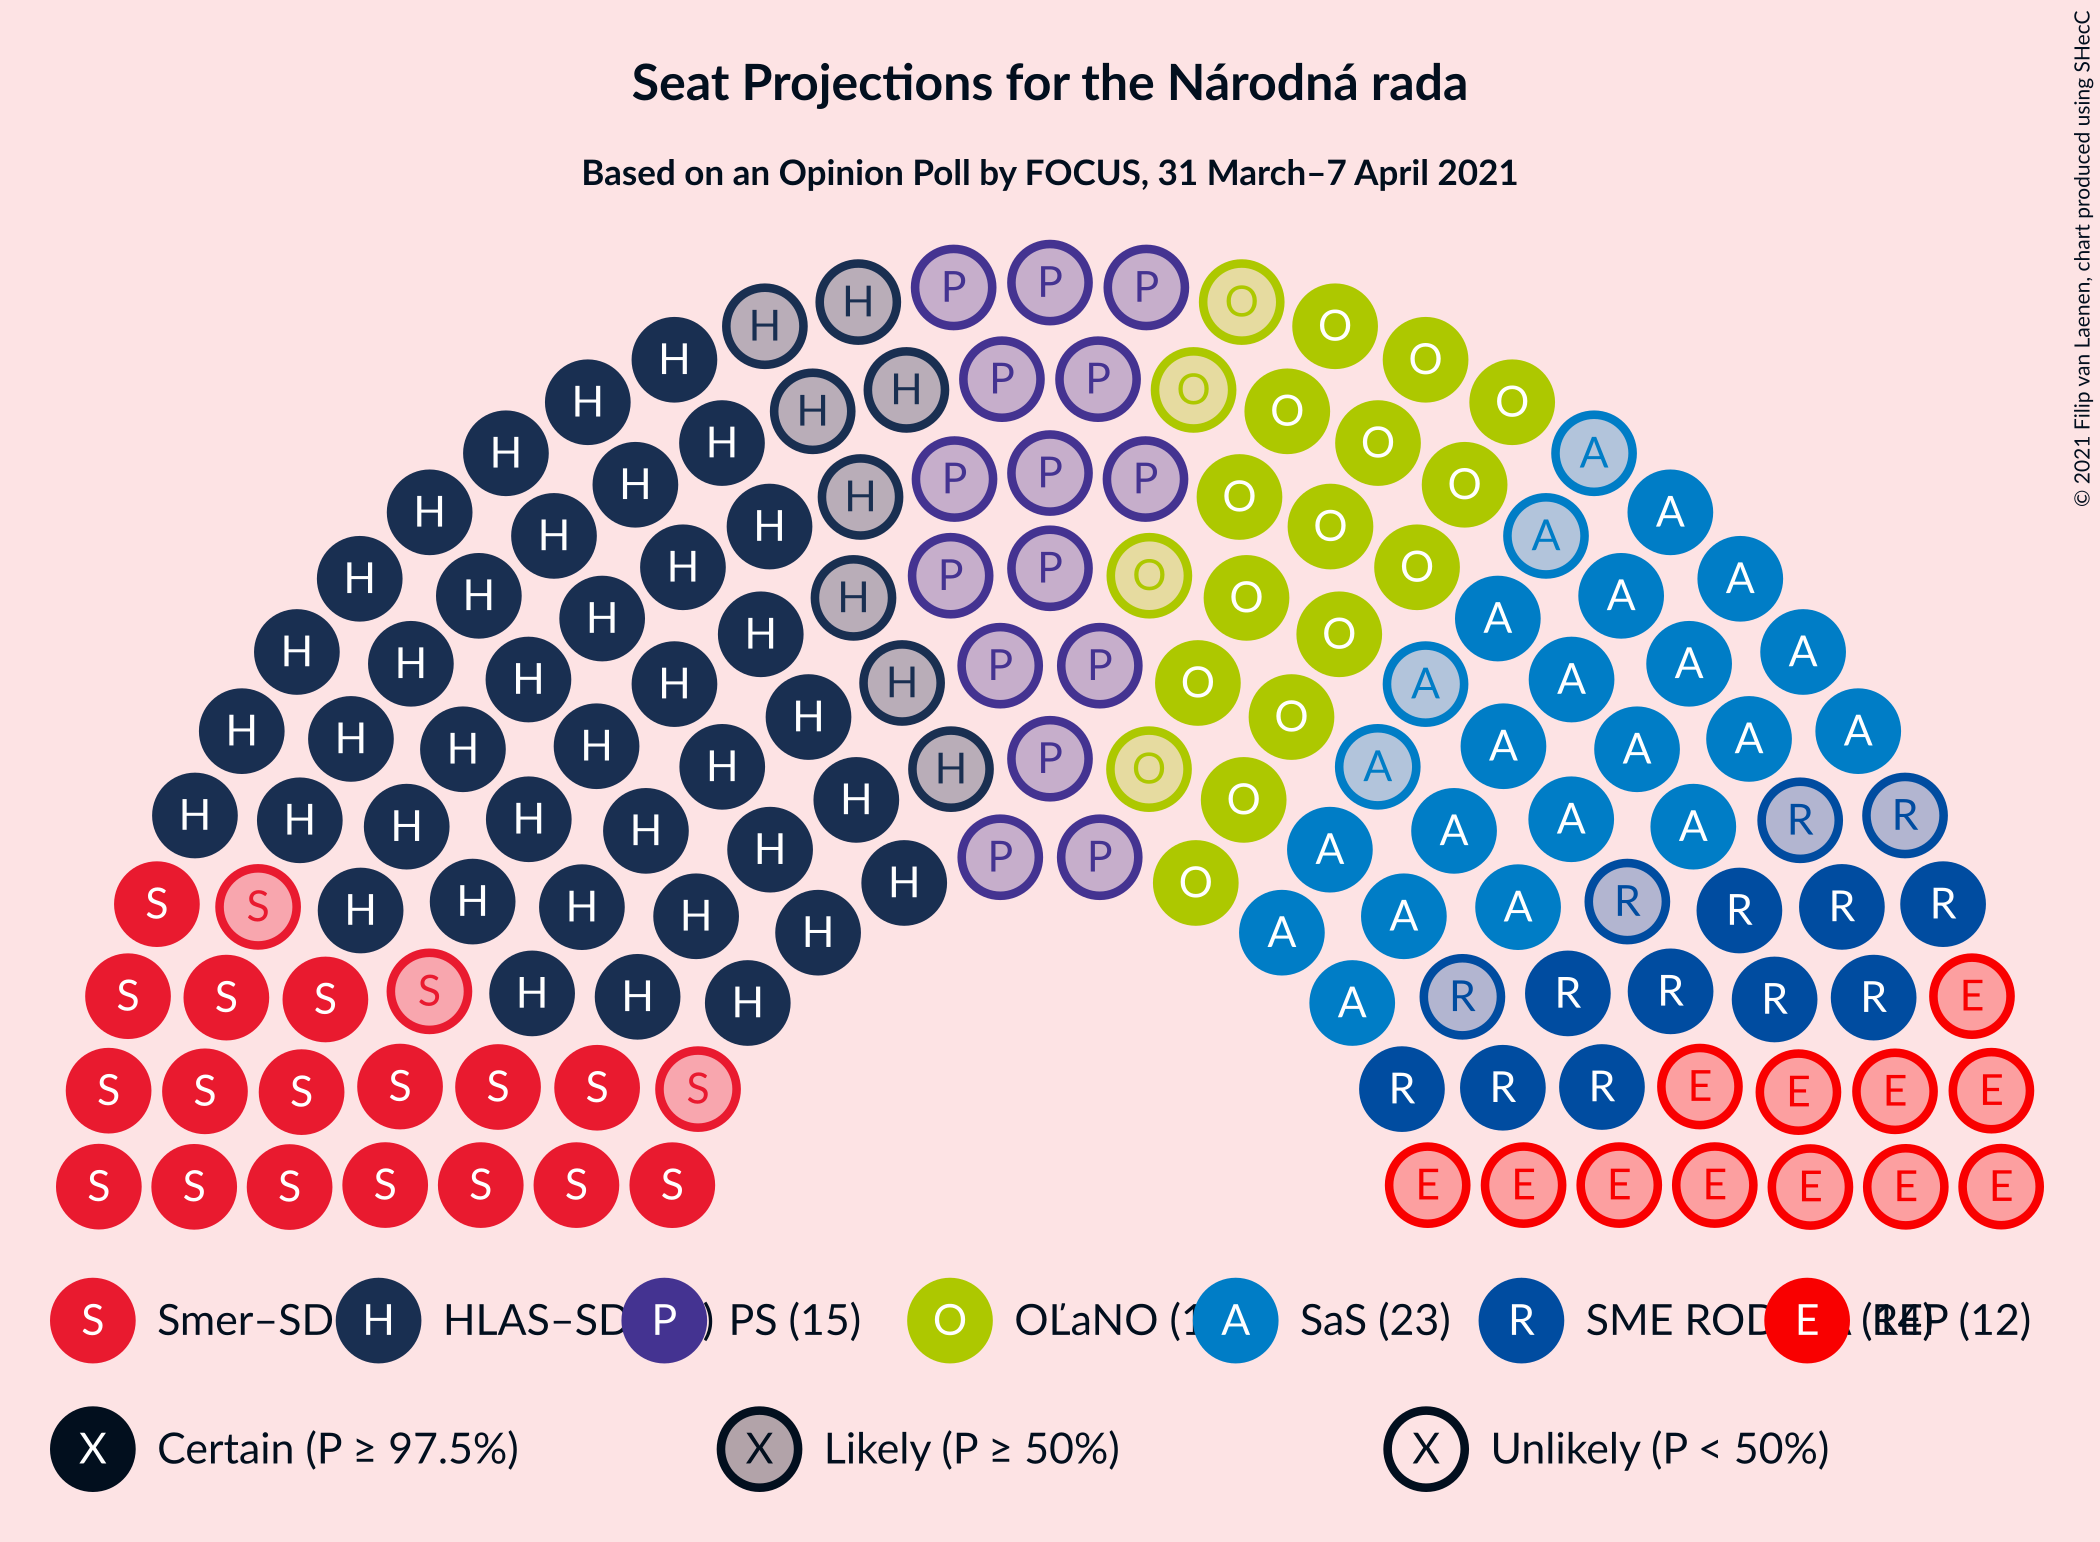 Seat Projections for the Národná rada
Based on an Opinion Poll by FOCUS, 31 March–7 April 2021
© 2021 Filip van Laenen, chart produced using SHecC
H H P P P O O O O
H H H P P O O O O A
H H H H P P P O O O A A
H H H H H P P O O O O A A A
H H H H H H P P O O A A A A
H H H H H H P O O A A A A A
H H H H H H P P O A A A A R R
S S H H H H H H O A A A R R R R
S S S S H H H A R R R R R E
S S S S S S S R R R E E E E
S S S S S S S E E E E E E E
S Smer–SD H HLAS–SD P ) PS (15) O OĽaNO (1 A SaS (23) R SME ROD E (14) REP (12)
X Certain (P ≥ 97.5%) X Likely (P ≥ 50%) X Unlikely (P < 50%)